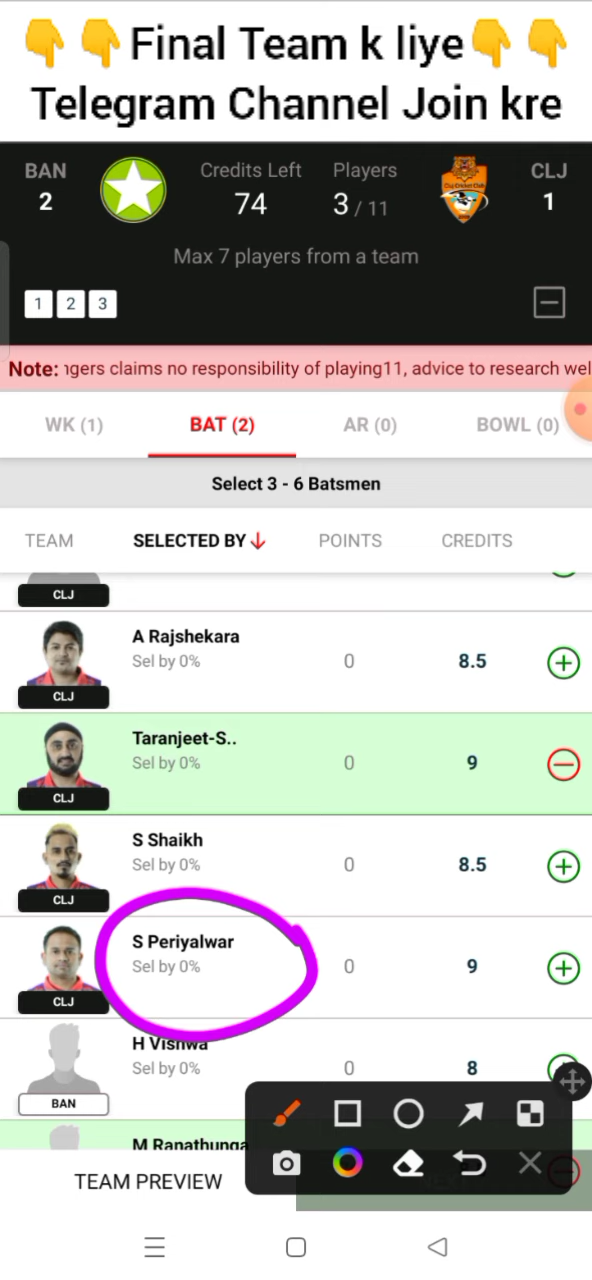 👇👇Final Team k liye👇👇
Telegram Channel Join kre
BAN Credits Left Players CLJ
2 74 3 / 11 1
Max 7 players from a team
1 2 3
Note: ngers claims no responsibility of playing11, advice to research wel
WK (1) BAT (2) AR (0) BOWL (0)
Select 3 - 6 Batsmen
TEAM SELECTED BY POINTS CREDITS
CLJ
A Rajshekara
Sel by 0% 0 8.5
CLJ
Taranjeet-S..
Sel by 0% 0 9
CLJ
S Shaikh
Sel by 0% 0 8.5
CLJ
S Periyalwar
Sel by 0% 0 9
CLJ
H Vishwa
Sel by 0% 0 8
BAN
M Ranathunga
TEAM PREVIEW